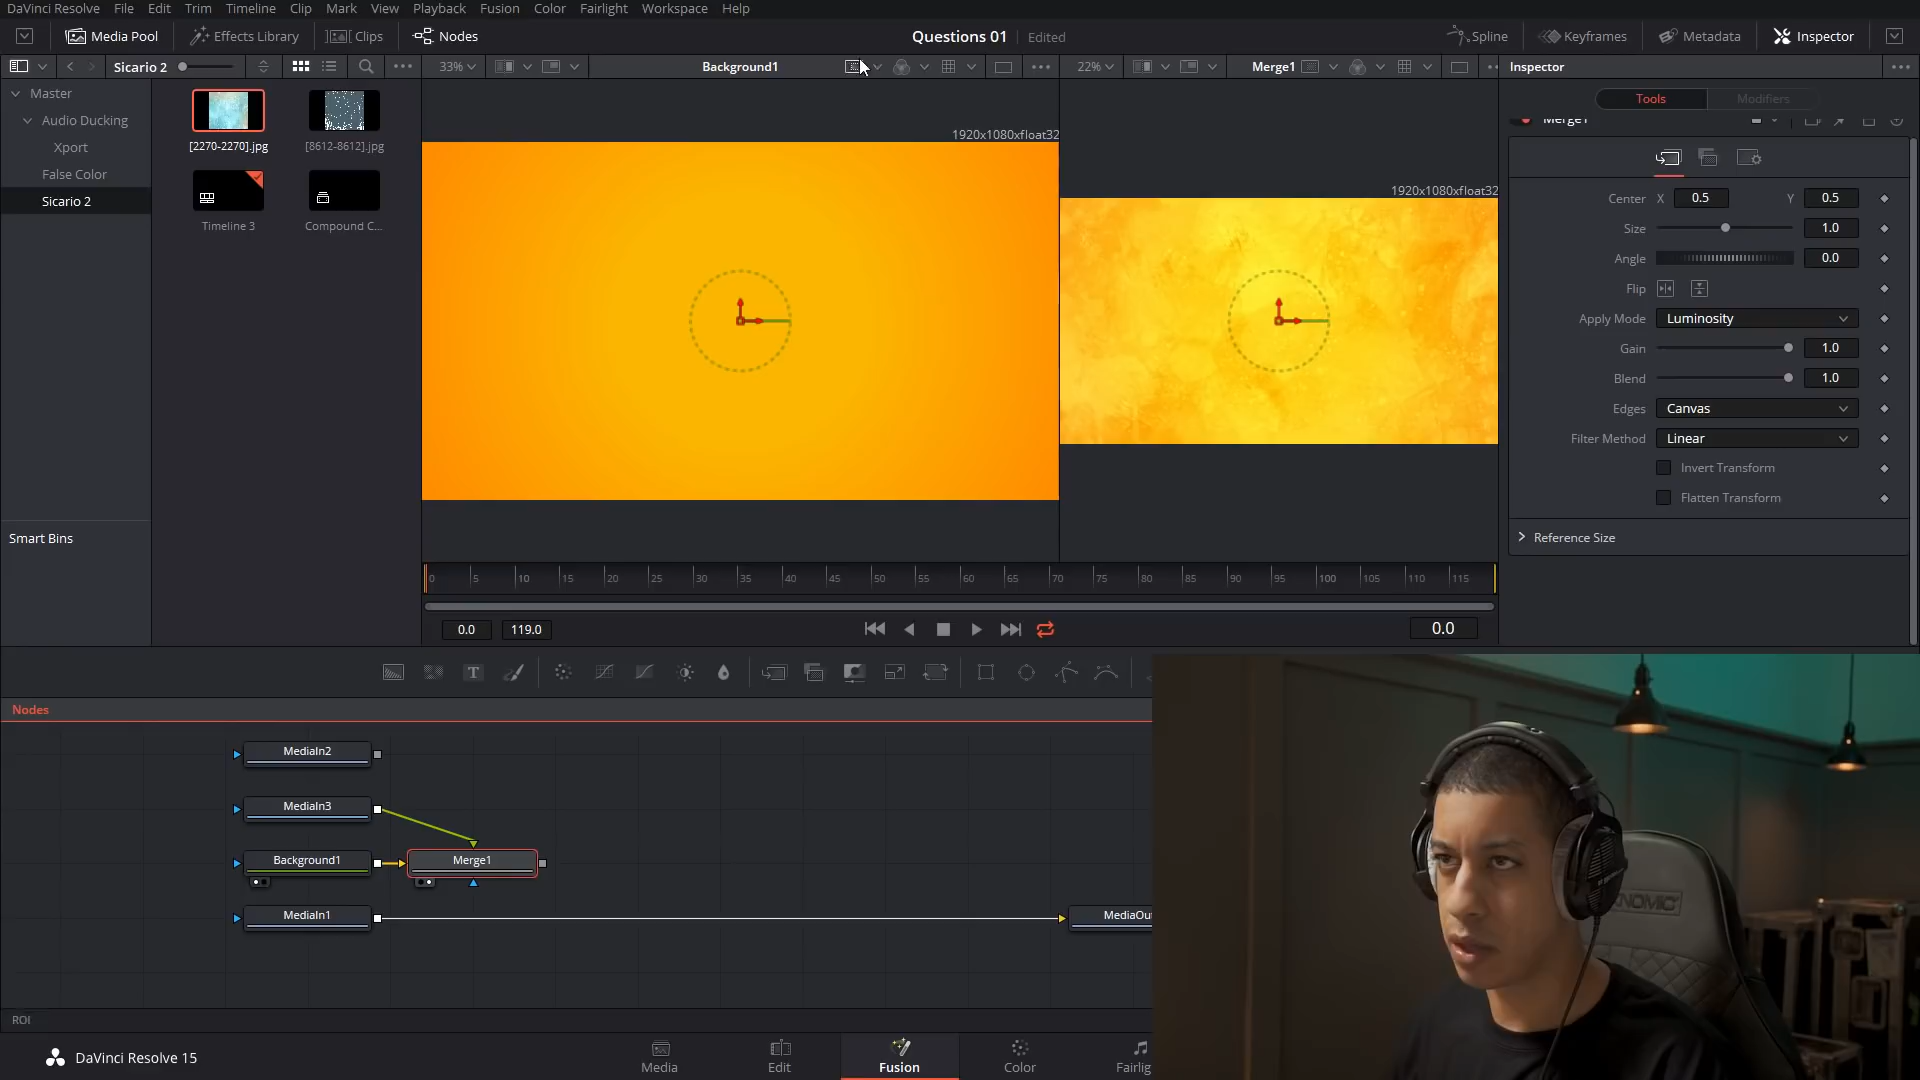 DaVinci Resolve File Edit Trim Timeline Clip Mark View Playback Fusion Color Fairlight Workspace Help
Media Pool Effects Library Clips Nodes Questions 01 Edited Spline Keyframes Metadata Inspector
Sicario 2 33% Background1 22% Merge1 Inspector
Master
Audio Ducking
Xport
False Color
Sicario 2
Smart Bins
[2270-2270].jpg [8612-8612].jpg
Timeline 3 Compound C...
1920x1080xfloat32
1920x1080xfloat32
Tools Modifiers
Merge1
Center X 0.5 Y 0.5
Size 1.0
Angle 0.0
Flip
Apply Mode Luminosity
Gain 1.0
Blend 1.0
Edges Canvas
Filter Method Linear
Invert Transform
Flatten Transform
Reference Size
0 5 10 15 20 25 30 35 40 45 50 55 60 65 70 75 80 85 90 95 100 105 110 115
0.0 119.0 0.0
Nodes
MediaIn2
MediaIn3
Background1 Merge1
MediaIn1 MediaOu
ROI
DaVinci Resolve 15 Media Edit Fusion Color Fairlig